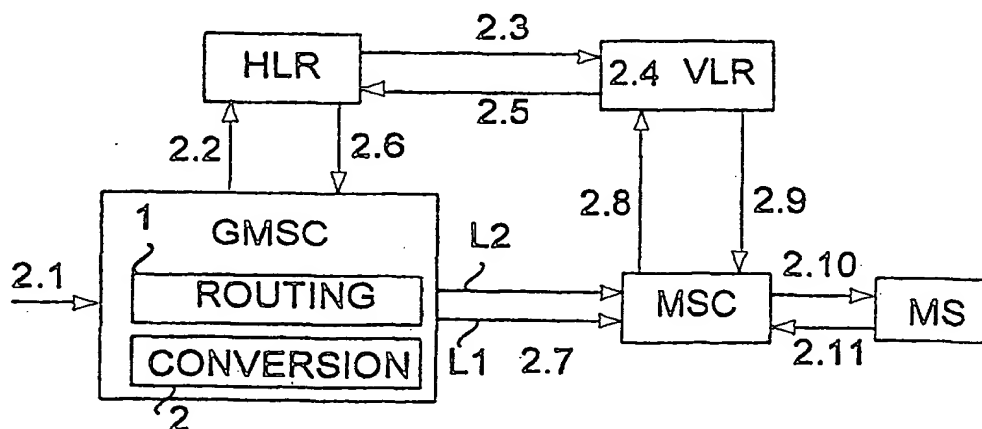 2.3
HLR
2.4 VLR
2.5
2.2
2.6
2.8
2.9
1
GMSC
L2
2.10
2.1
ROUTING
MSC
MS
CONVERSION
L1
2.7
2.11
2